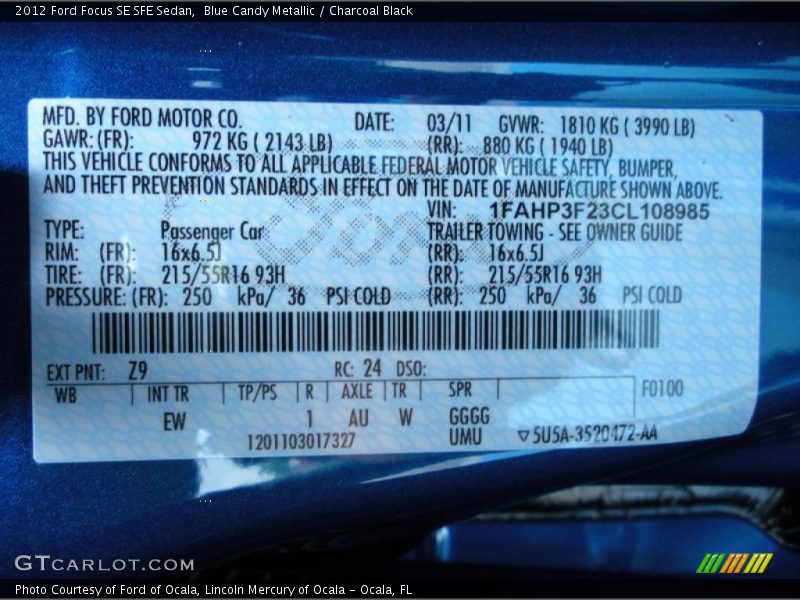 2012 Ford Focus SE SFE Sedan,  Blue Candy Metallic / Charcoal Black
MFD. BY FORD MOTOR CO. DATE: 03/11 GVWR: 1810 KG ( 3990 LB)
GAWR: (FR): 972 KG ( 2143 LB) (RR): 880 KG ( 1940 LB)
THIS VEHICLE CONFORMS TO ALL APPLICABLE FEDERAL MOTOR VEHICLE SAFETY, BUMPER,
AND THEFT PREVENTION STANDARDS IN EFFECT ON THE DATE OF MANUFACTURE SHOWN ABOVE.
VIN: 1FAHP3F23CL108985
TYPE: Passenger Car TRAILER TOWING - SEE OWNER GUIDE
RIM: (FR): 16x6.5J (RR): 16x6.5J
TIRE: (FR): 215/55R16 93H (RR): 215/55R16 93H
PRESSURE: (FR): 250 kPa/ 36 PSI COLD (RR): 250 kPa/ 36 PSI COLD
EXT PNT: Z9 RC: 24 DSO:
WB INT TR TP/PS R AXLE TR SPR F0100
EW 1 AU W GGGG
1201103017327 UMU ▽5U5A-3520472-AA
GTCARLOT.COM
Photo Courtesy of Ford of Ocala, Lincoln Mercury of Ocala - Ocala, FL